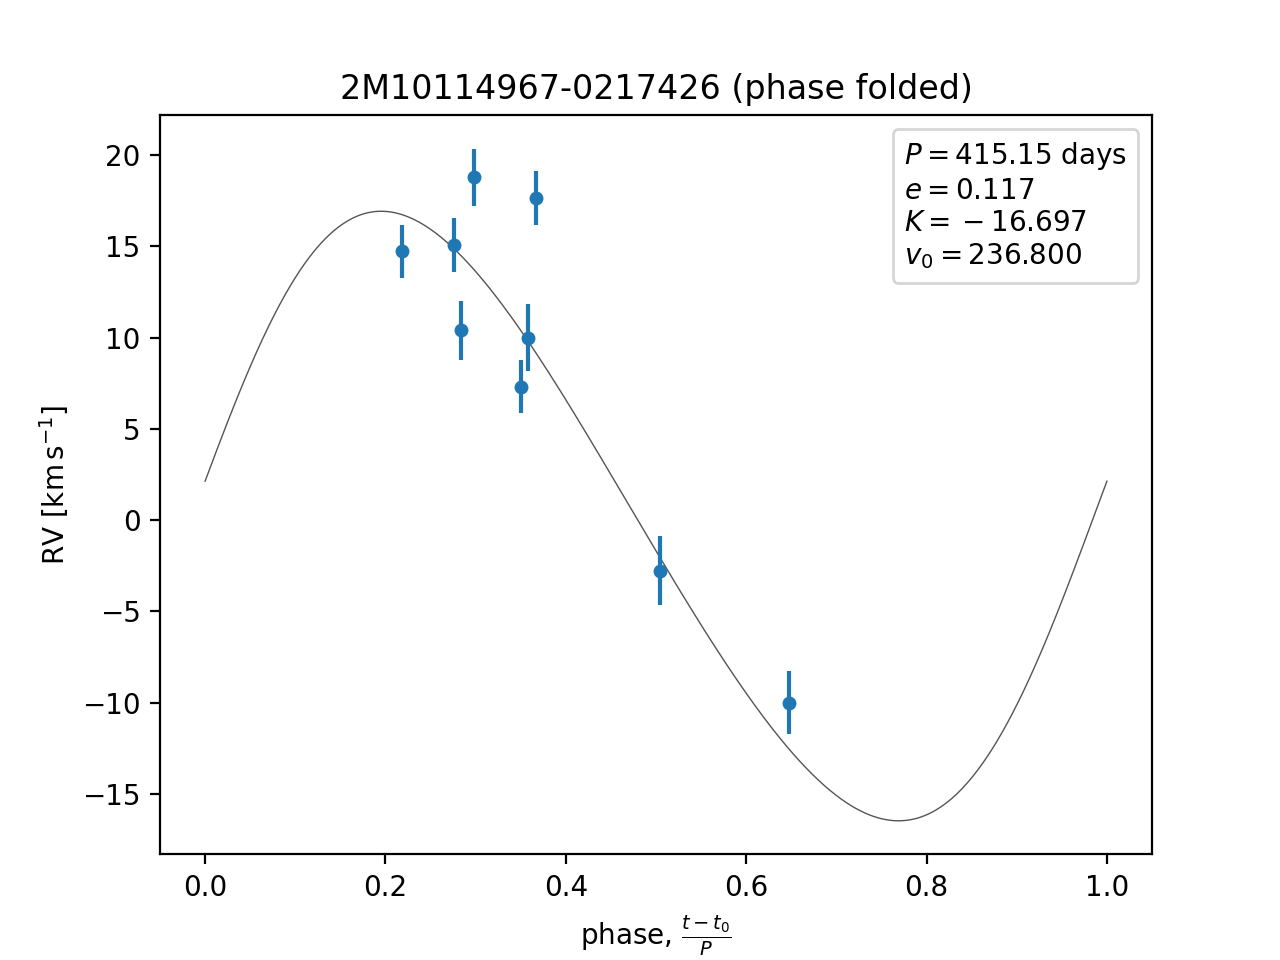 2M10114967-0217426 (phase folded)
P = 415.15 days
e = 0.117
K = −16.697
v₀ = 236.800
20
15
10
5
0
−5
−10
−15
RV [km s⁻¹]
0.0 0.2 0.4 0.6 0.8 1.0
phase, (t − t₀)/P